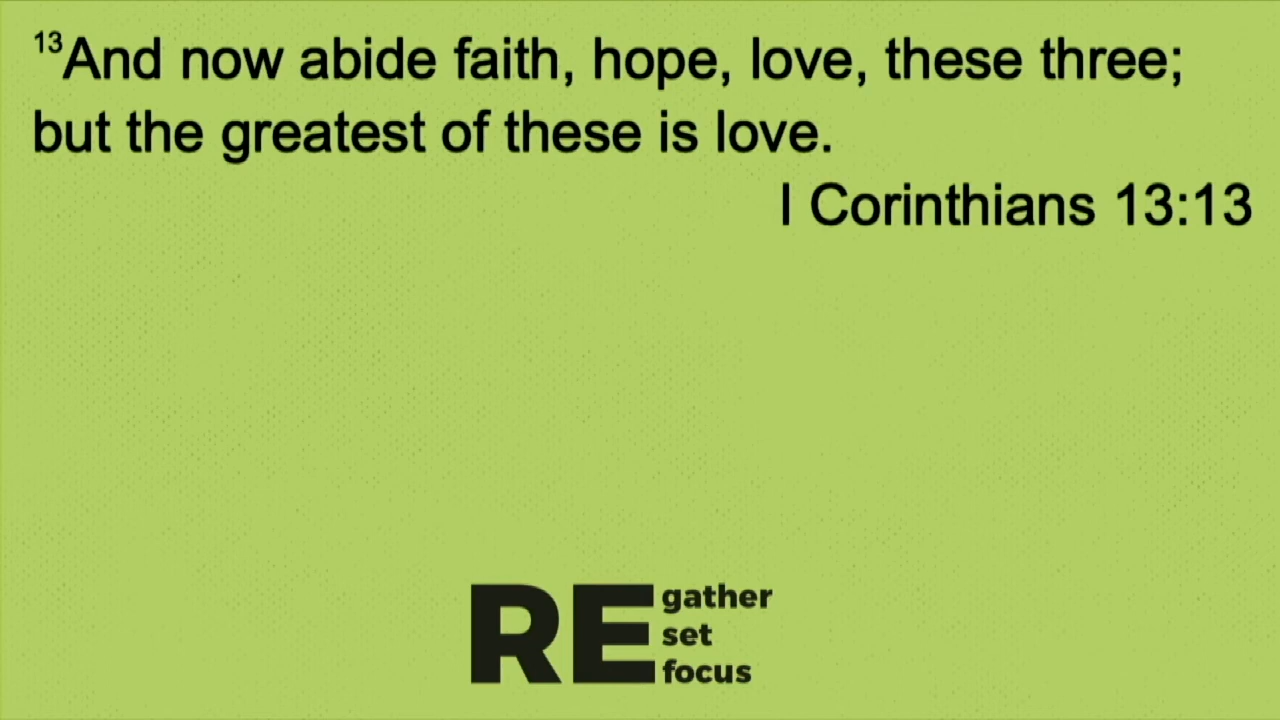 13And now abide faith, hope, love, these three;
but the greatest of these is love.
I Corinthians 13:13
RE gather
set
focus